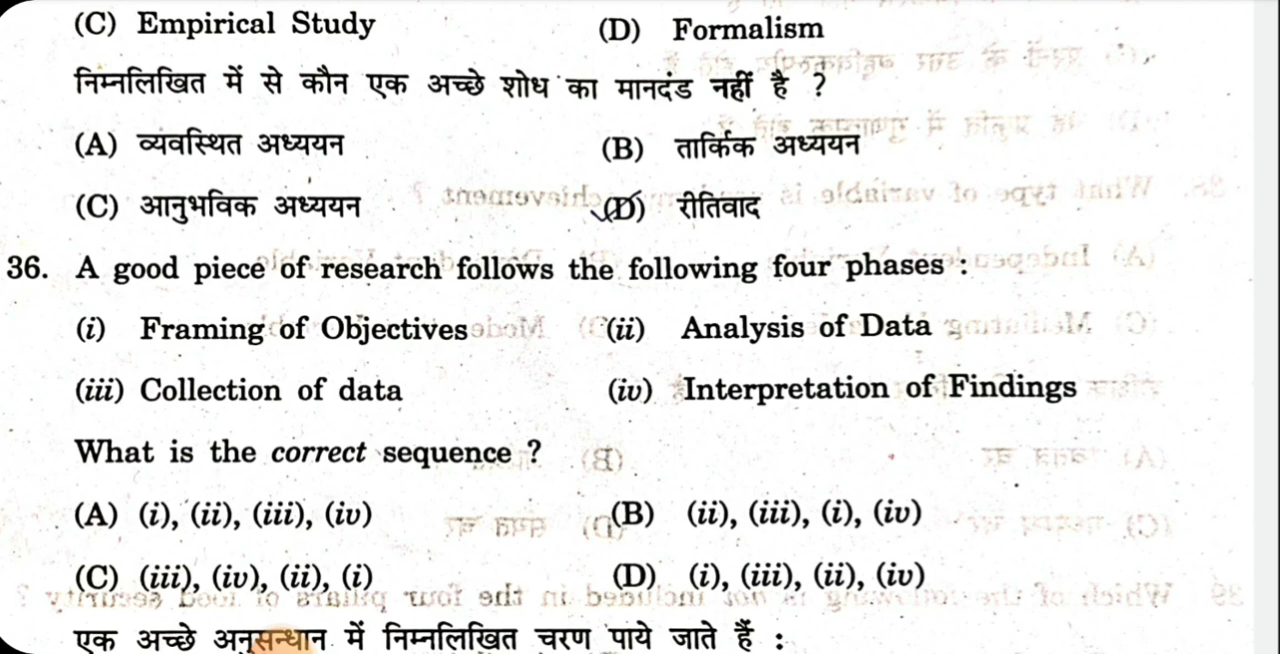 (C) Empirical Study (D) Formalism
निम्नलिखित में से कौन एक अच्छे शोध का मानदंड नहीं है ?
(A) व्यवस्थित अध्ययन (B) तार्किक अध्ययन
(C) आनुभविक अध्ययन (D) रीतिवाद
36. A good piece of research follows the following four phases :
(i) Framing of Objectives (ii) Analysis of Data
(iii) Collection of data (iv) Interpretation of Findings
What is the correct sequence ?
(A) (i), (ii), (iii), (iv) (B) (ii), (iii), (i), (iv)
(C) (iii), (iv), (ii), (i) (D) (i), (iii), (ii), (iv)
एक अच्छे अनुसन्धान में निम्नलिखित चरण पाये जाते हैं :